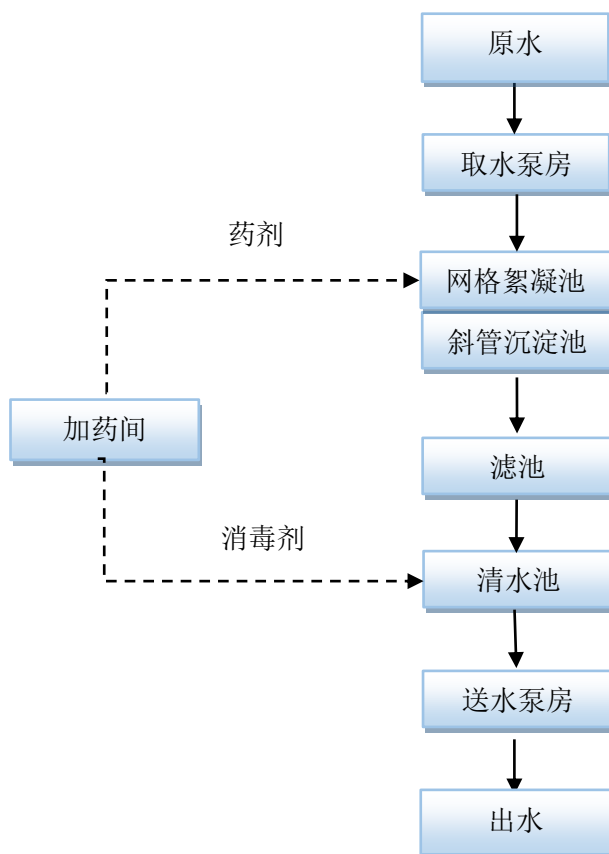 原水
取水泵房
药剂
网格絮凝池
斜管沉淀池
加药间
滤池
消毒剂
清水池
送水泵房
出水